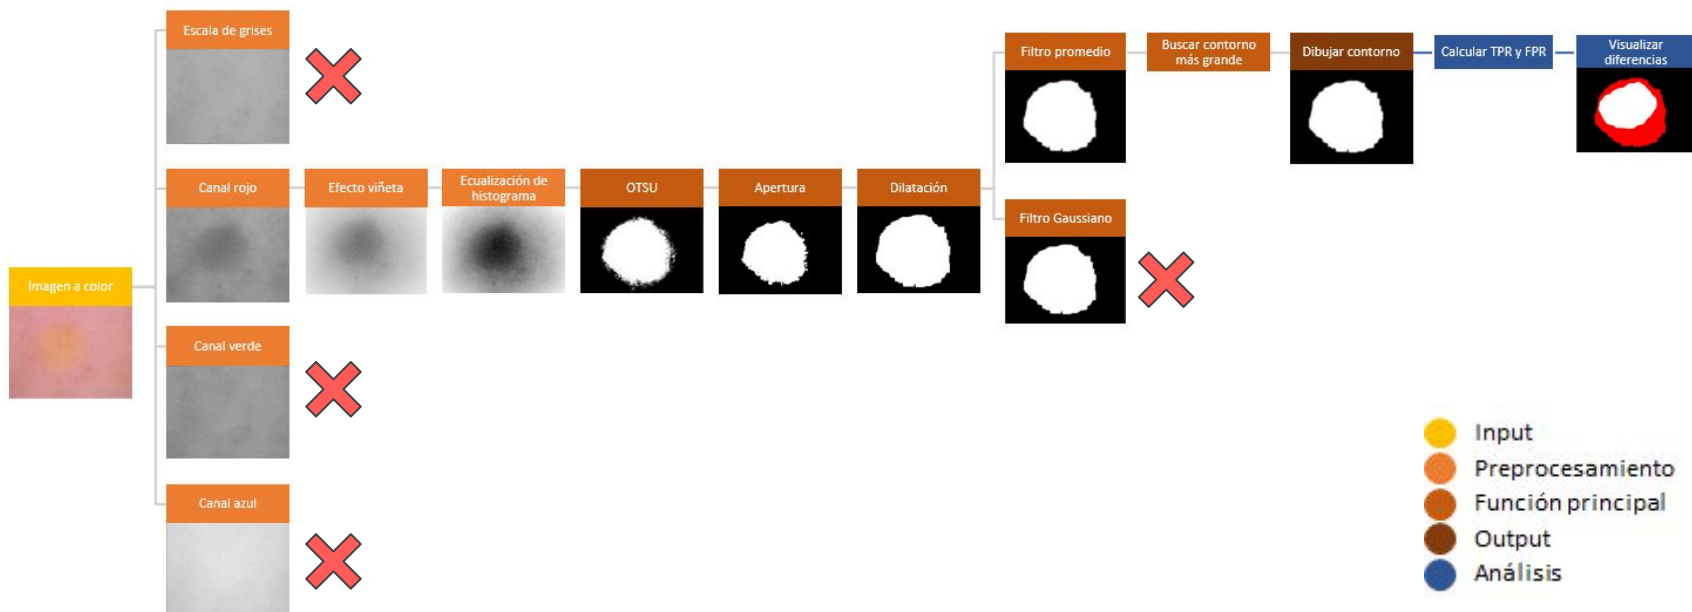 Escala de grises
Filtro promedio
Buscar contorno
más grande
Dibujar contorno
Calcular TPR y FPR
Visualizar
diferencias
Canal rojo
Efecto viñeta
Ecualización de
histograma
OTSU
Apertura
Dilatación
Filtro Gaussiano
Imagen a color
Canal verde
Canal azul
Input
Preprocesamiento
Función principal
Output
Análisis